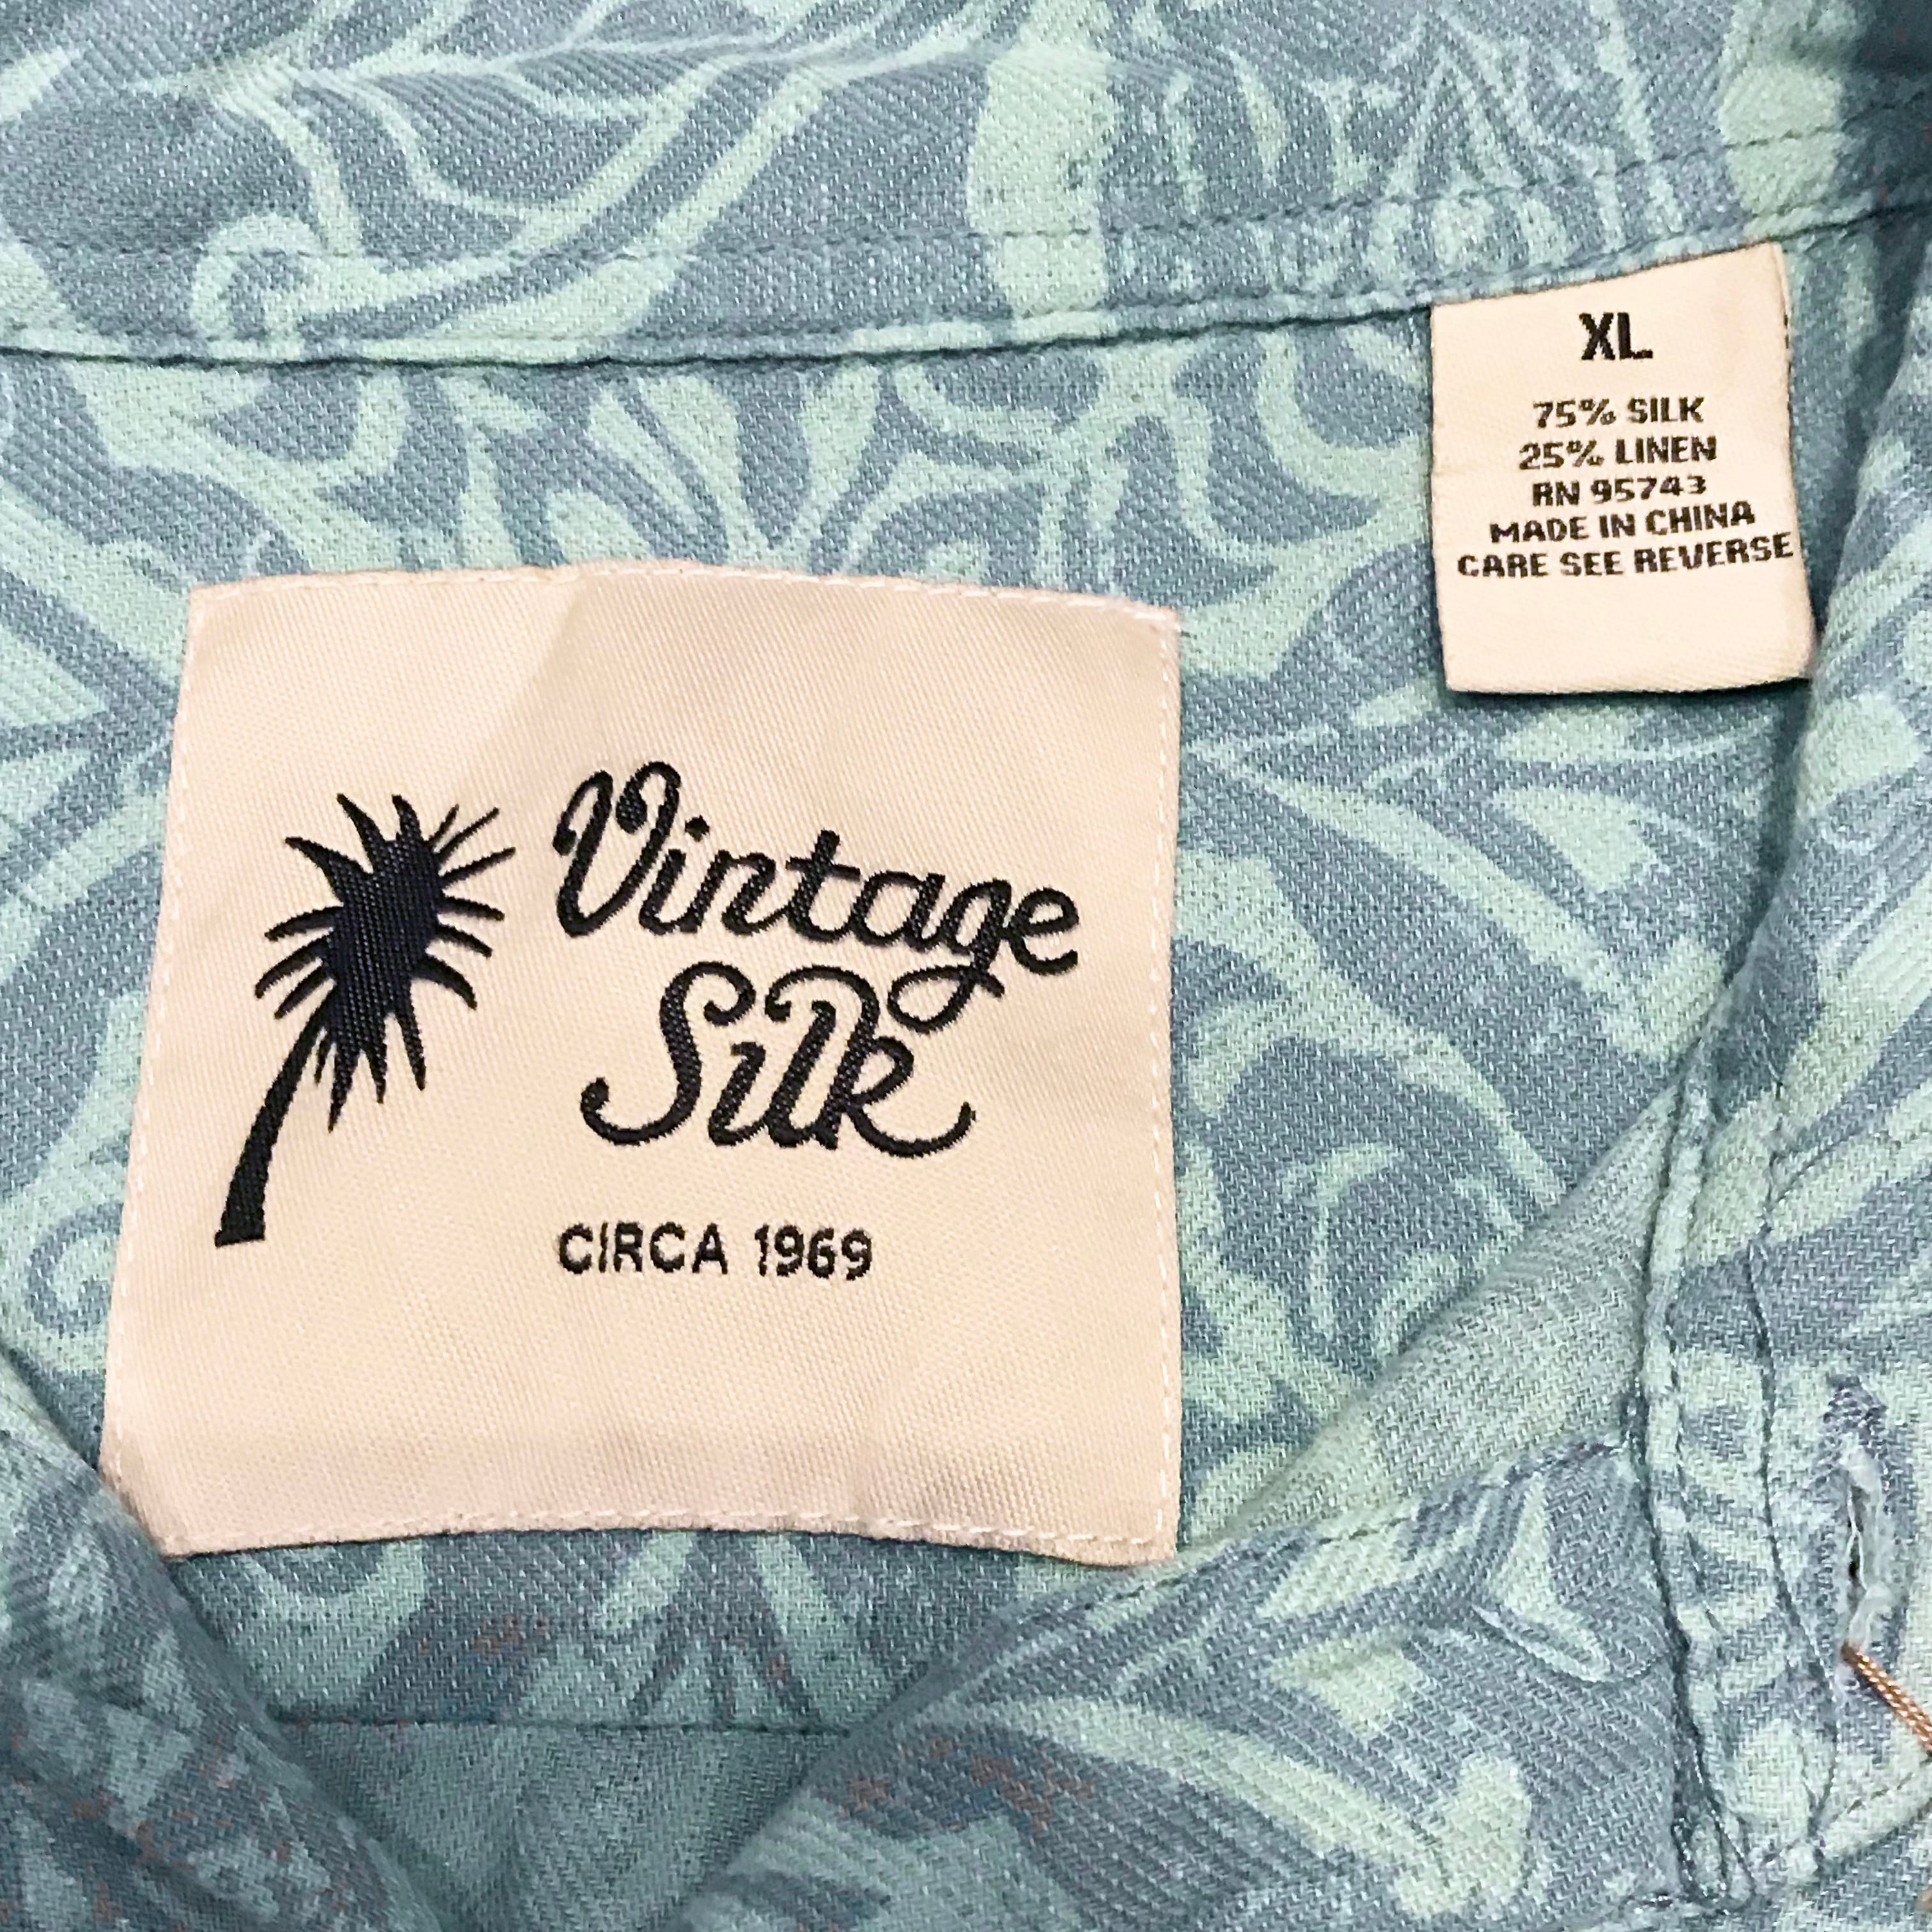 XL
75% SILK
25% LINEN
RN 95743
MADE IN CHINA
CARE SEE REVERSE
Vintage
Silk
CIRCA 1969